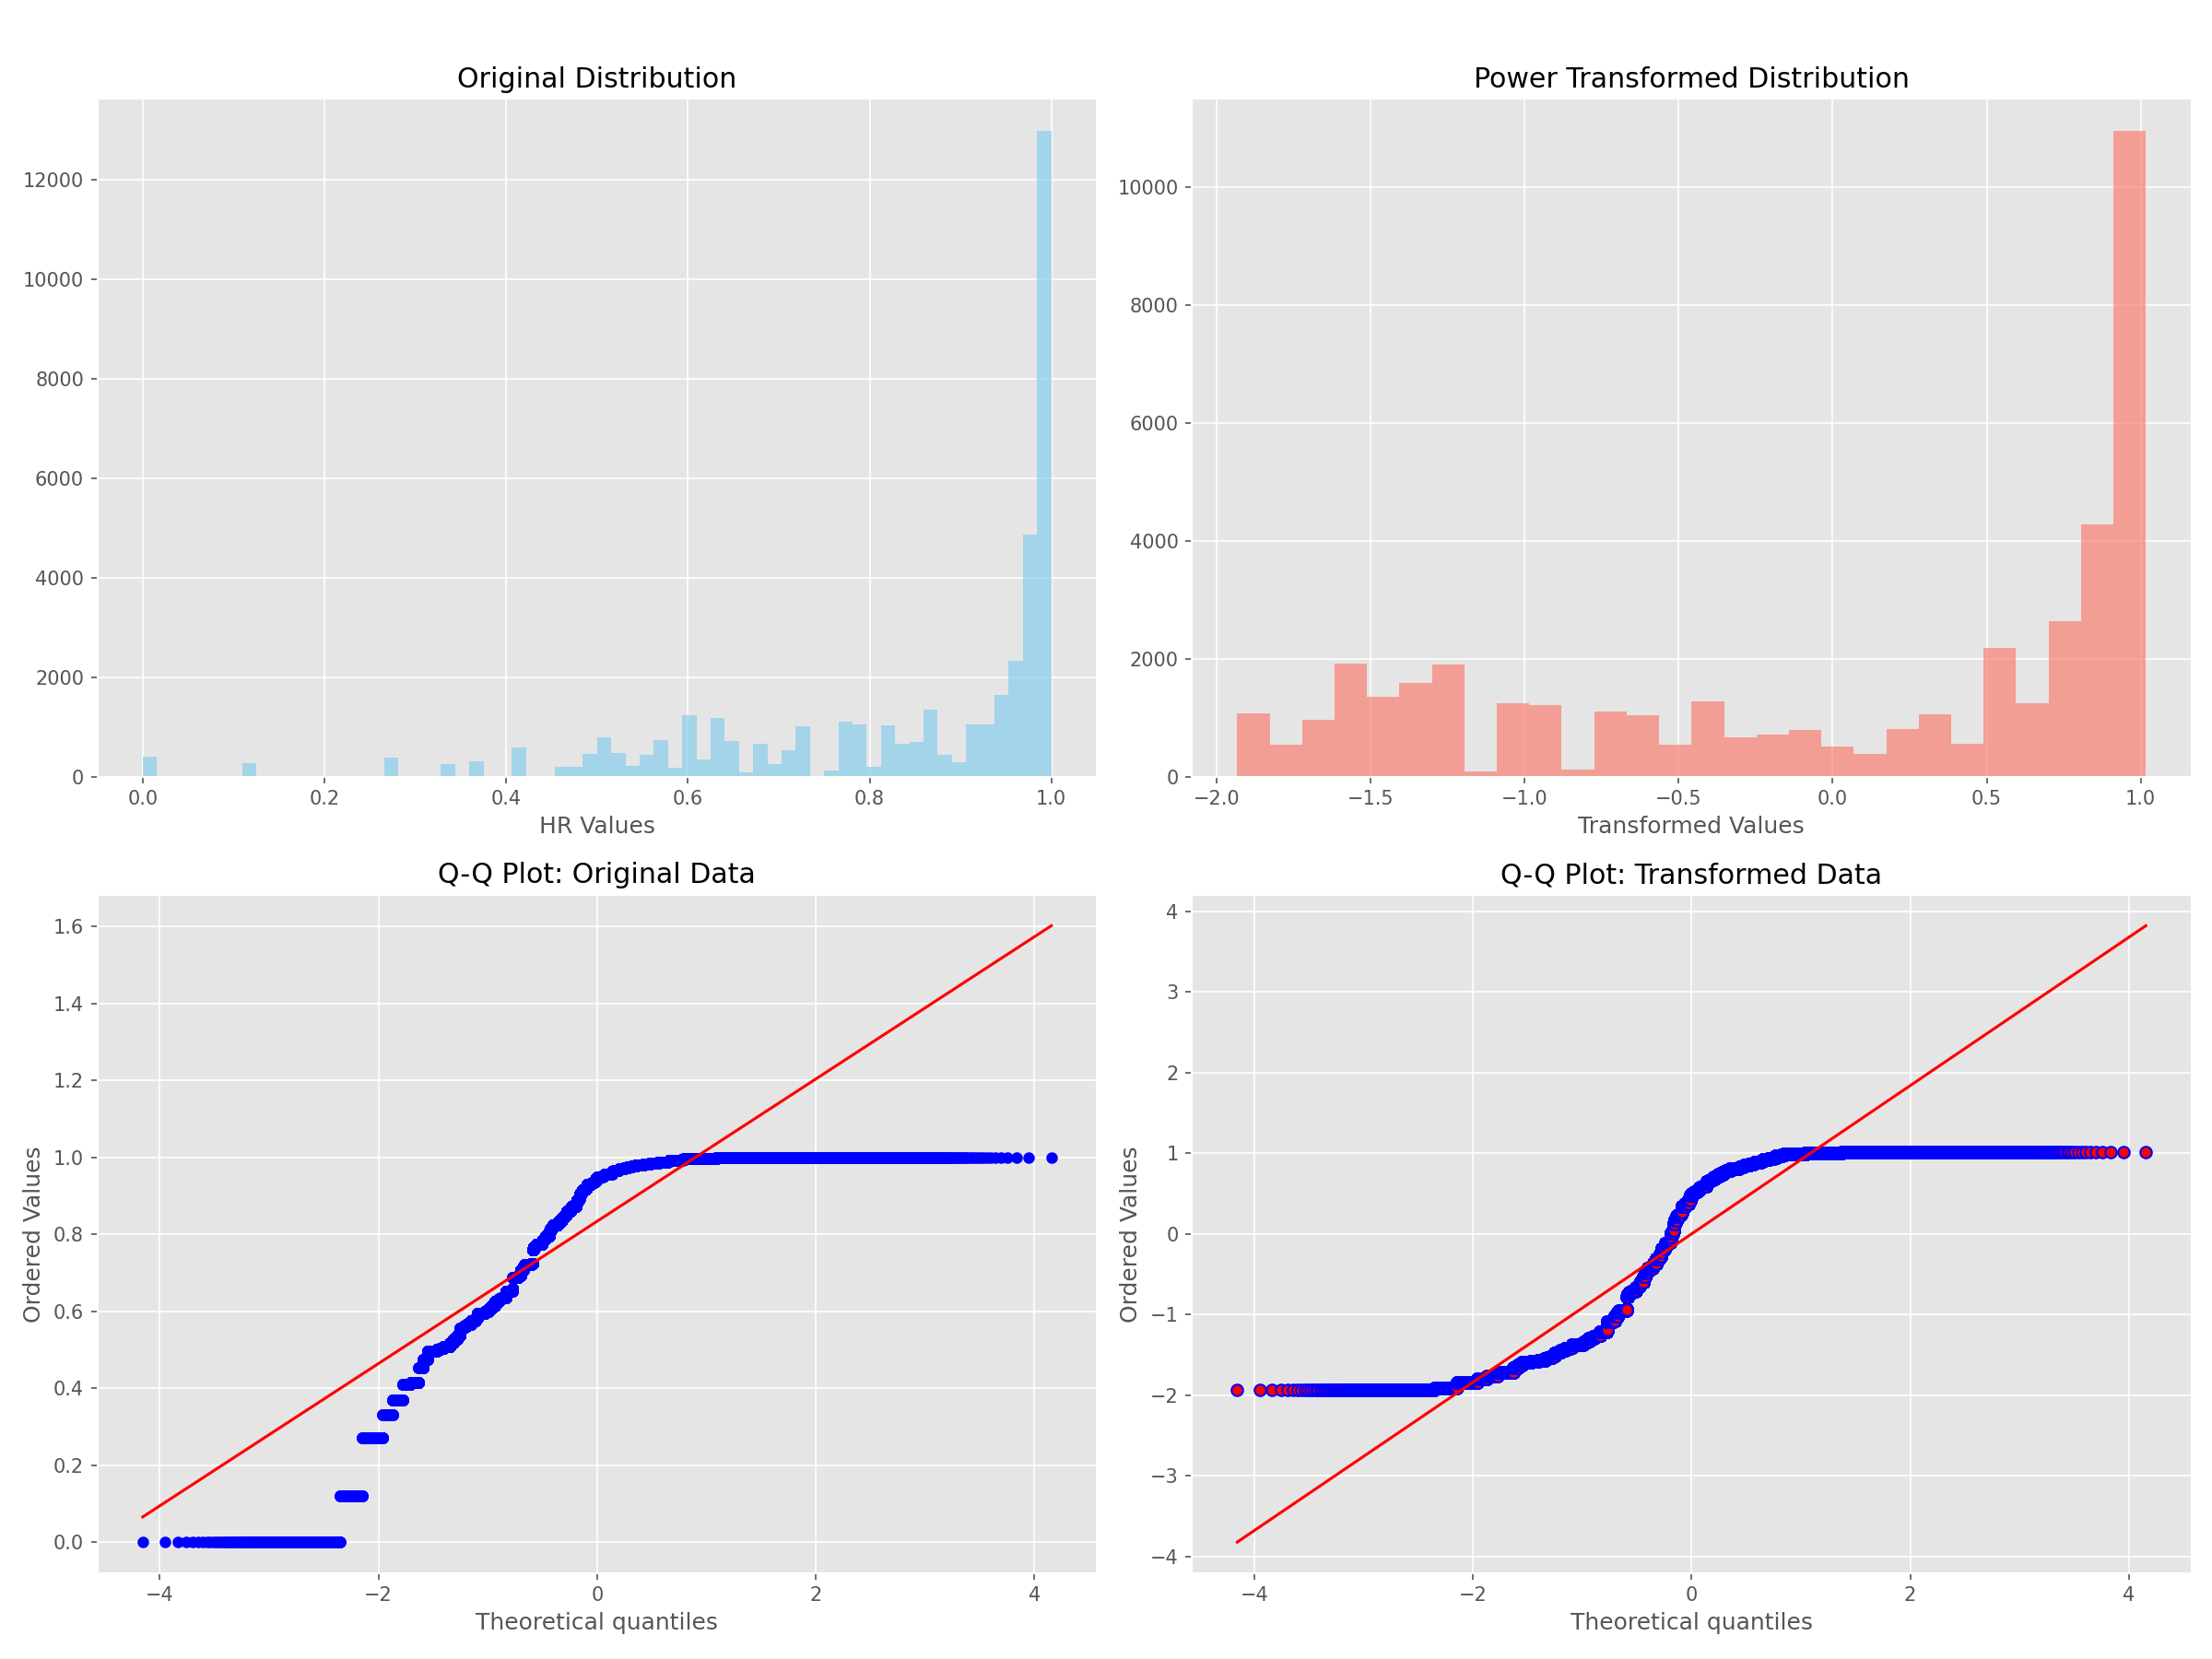 Original Distribution
12000
10000
8000
6000
4000
2000
0
0.0 0.2 0.4 0.6 0.8 1.0
HR Values
Power Transformed Distribution
10000
8000
6000
4000
2000
0
−2.0 −1.5 −1.0 −0.5 0.0 0.5 1.0
Transformed Values
Q-Q Plot: Original Data
Ordered Values
1.6
1.4
1.2
1.0
0.8
0.6
0.4
0.2
0.0
−4 −2 0 2 4
Theoretical quantiles
Q-Q Plot: Transformed Data
Ordered Values
4
3
2
1
0
−1
−2
−3
−4
−4 −2 0 2 4
Theoretical quantiles